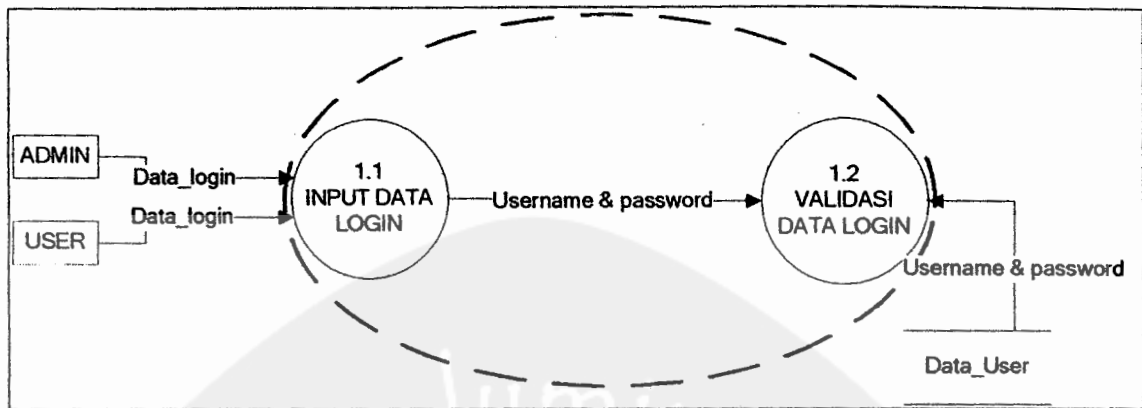 ADMIN
Data_login
Data_login
USER
1.1
INPUT DATA
LOGIN
Username & password
1.2
VALIDASI
DATA LOGIN
Username & password
Data_User